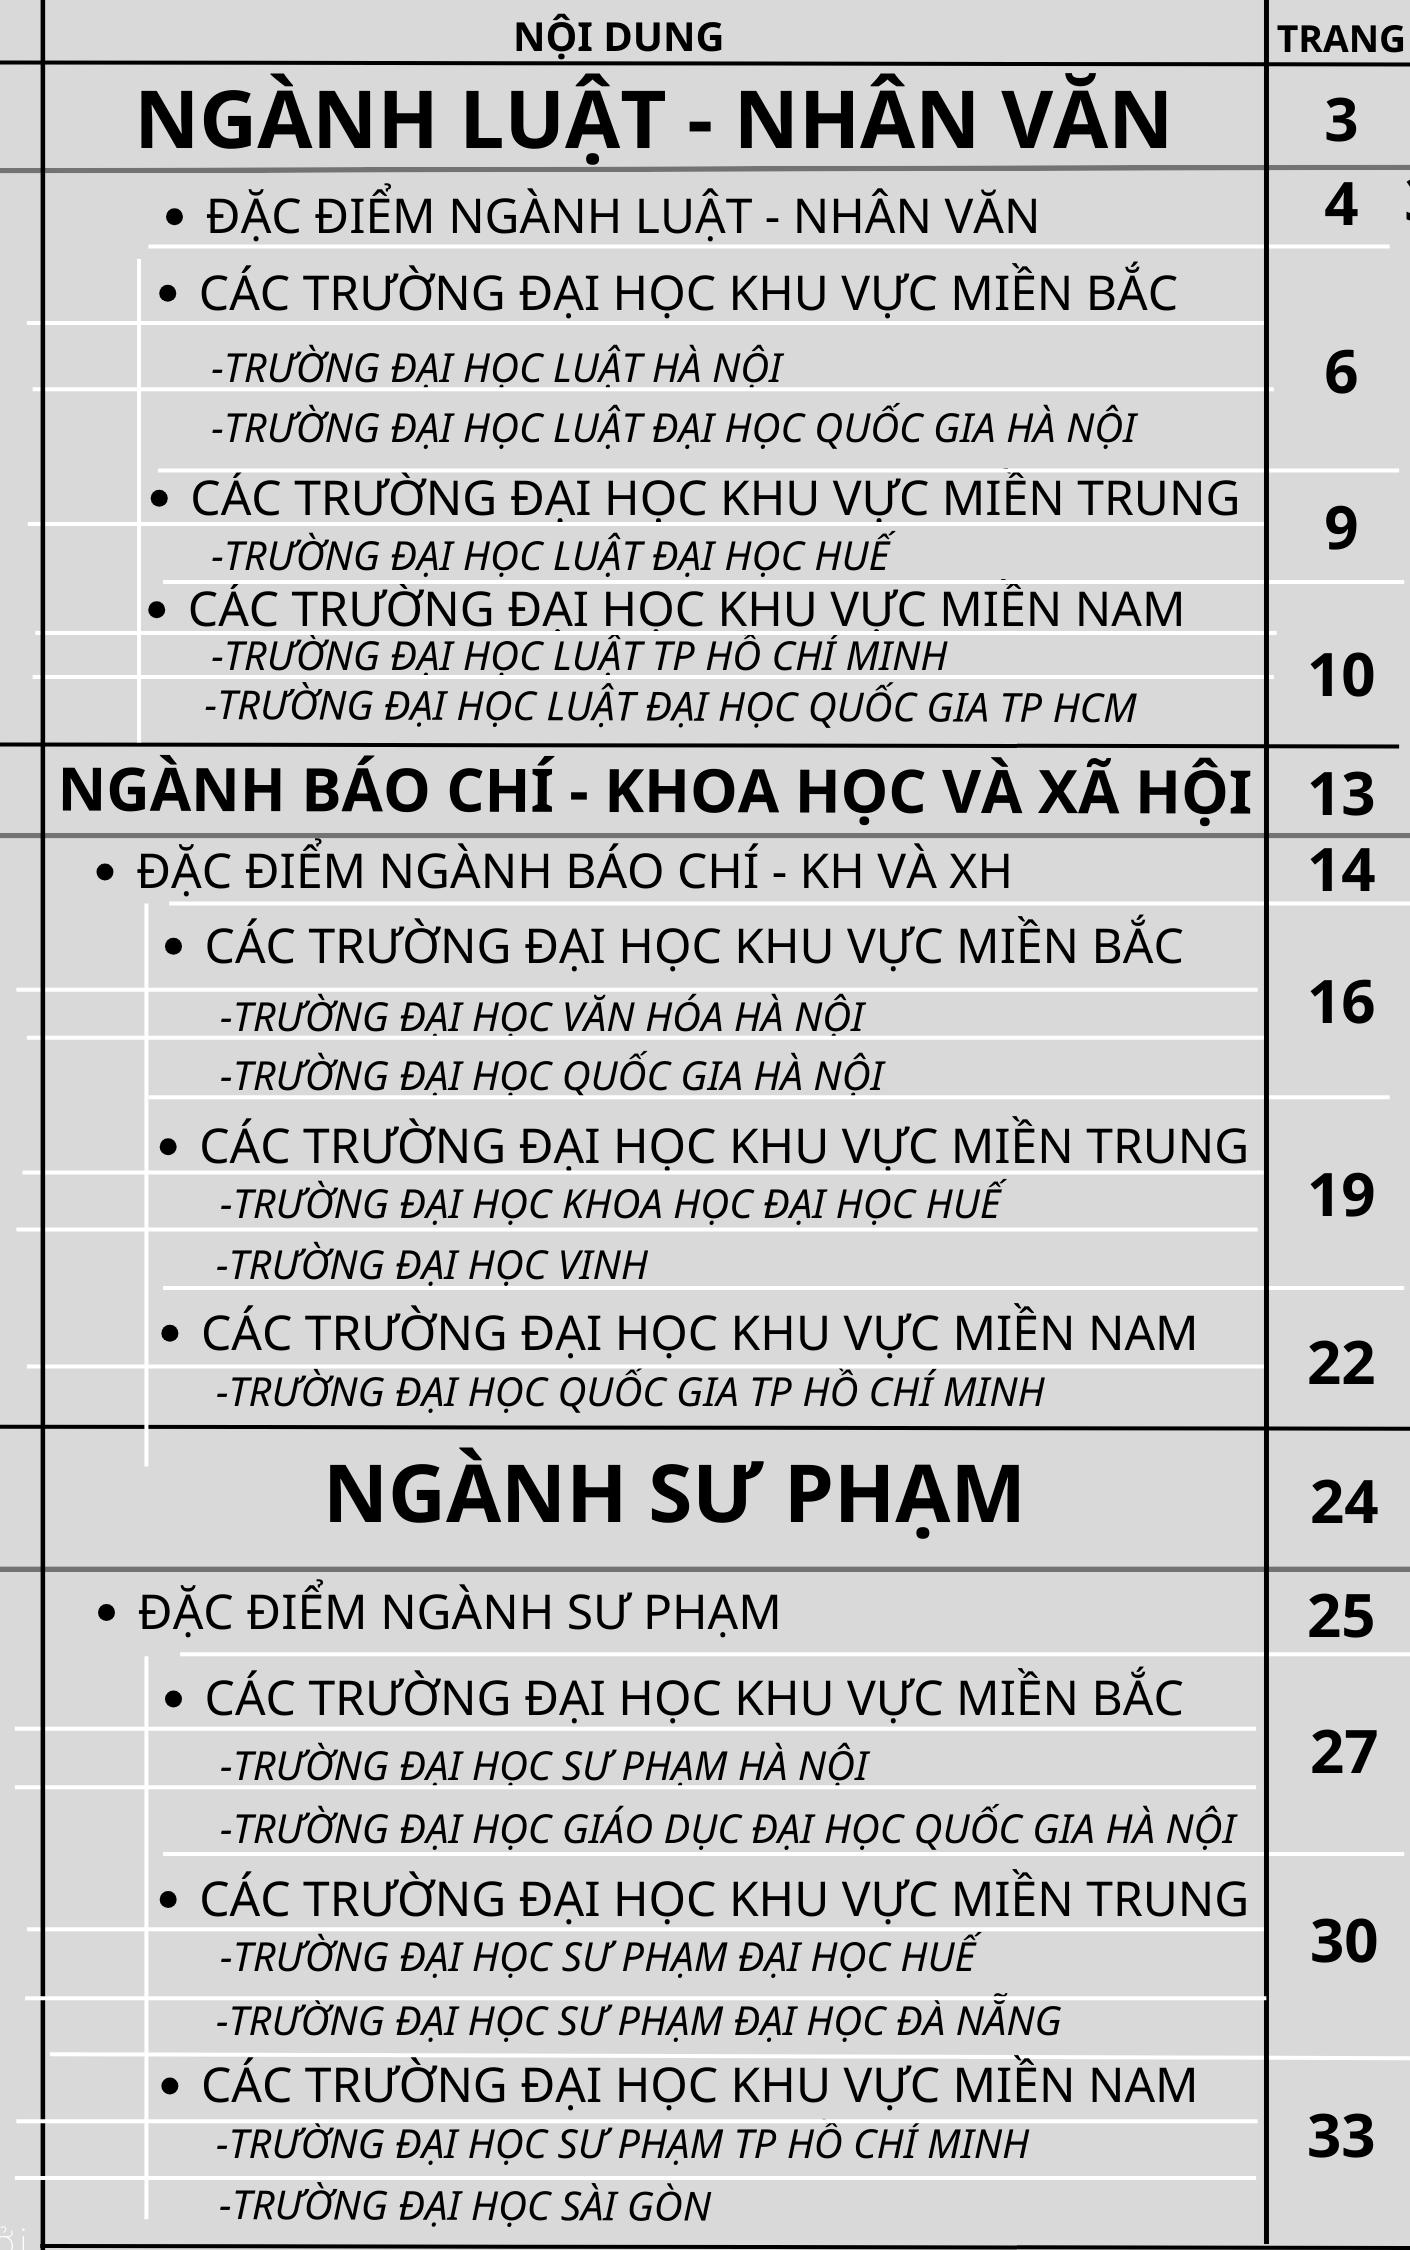 NỘI DUNG TRANG
NGÀNH LUẬT - NHÂN VĂN 3
• ĐẶC ĐIỂM NGÀNH LUẬT - NHÂN VĂN 4
• CÁC TRƯỜNG ĐẠI HỌC KHU VỰC MIỀN BẮC
-TRƯỜNG ĐẠI HỌC LUẬT HÀ NỘI 6
-TRƯỜNG ĐẠI HỌC LUẬT ĐẠI HỌC QUỐC GIA HÀ NỘI
• CÁC TRƯỜNG ĐẠI HỌC KHU VỰC MIỀN TRUNG 9
-TRƯỜNG ĐẠI HỌC LUẬT ĐẠI HỌC HUẾ
• CÁC TRƯỜNG ĐẠI HỌC KHU VỰC MIỀN NAM
-TRƯỜNG ĐẠI HỌC LUẬT TP HỒ CHÍ MINH 10
-TRƯỜNG ĐẠI HỌC LUẬT ĐẠI HỌC QUỐC GIA TP HCM
NGÀNH BÁO CHÍ - KHOA HỌC VÀ XÃ HỘI 13
• ĐẶC ĐIỂM NGÀNH BÁO CHÍ - KH VÀ XH 14
• CÁC TRƯỜNG ĐẠI HỌC KHU VỰC MIỀN BẮC
-TRƯỜNG ĐẠI HỌC VĂN HÓA HÀ NỘI 16
-TRƯỜNG ĐẠI HỌC QUỐC GIA HÀ NỘI
• CÁC TRƯỜNG ĐẠI HỌC KHU VỰC MIỀN TRUNG
-TRƯỜNG ĐẠI HỌC KHOA HỌC ĐẠI HỌC HUẾ 19
-TRƯỜNG ĐẠI HỌC VINH
• CÁC TRƯỜNG ĐẠI HỌC KHU VỰC MIỀN NAM 22
-TRƯỜNG ĐẠI HỌC QUỐC GIA TP HỒ CHÍ MINH
NGÀNH SƯ PHẠM 24
• ĐẶC ĐIỂM NGÀNH SƯ PHẠM 25
• CÁC TRƯỜNG ĐẠI HỌC KHU VỰC MIỀN BẮC
-TRƯỜNG ĐẠI HỌC SƯ PHẠM HÀ NỘI 27
-TRƯỜNG ĐẠI HỌC GIÁO DỤC ĐẠI HỌC QUỐC GIA HÀ NỘI
• CÁC TRƯỜNG ĐẠI HỌC KHU VỰC MIỀN TRUNG
-TRƯỜNG ĐẠI HỌC SƯ PHẠM ĐẠI HỌC HUẾ 30
-TRƯỜNG ĐẠI HỌC SƯ PHẠM ĐẠI HỌC ĐÀ NẴNG
• CÁC TRƯỜNG ĐẠI HỌC KHU VỰC MIỀN NAM
-TRƯỜNG ĐẠI HỌC SƯ PHẠM TP HỒ CHÍ MINH 33
-TRƯỜNG ĐẠI HỌC SÀI GÒN